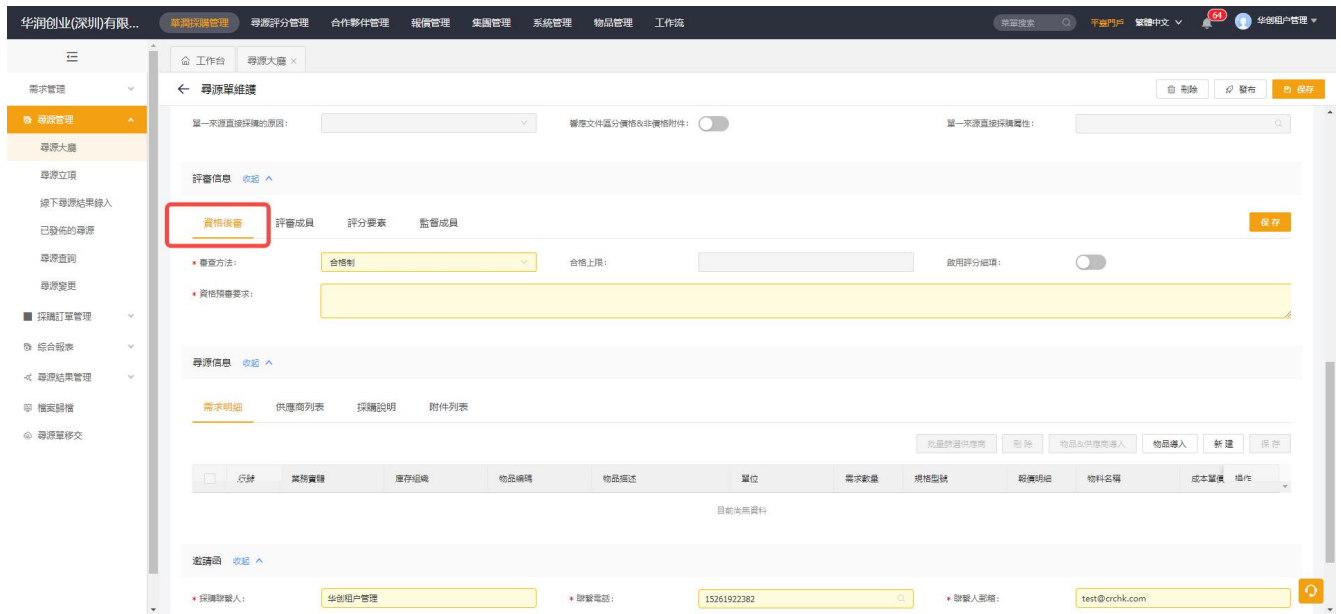 华润创业(深圳)有限... 華潤採購管理 尋源評分管理 合作夥伴管理 報價管理 集團管理 系統管理 物品管理 工作流 菜單搜索 平臺門戶 繁體中文 64 华创租户管理
工作台 尋源大廳 ×
需求管理
← 尋源單維護 刪除 發布 保存
尋源管理
單一來源直接採購的原因: 響應文件區分價格&非價格附件: 單一來源直接採購屬性:
尋源大廳
尋源立項
評審信息 收起
線下尋源結果錄入
資格後審 評審成員 評分要素 監督成員 保存
已發佈的尋源
尋源查詢
* 審查方法: 合格制 合格上限: 啟用評分細項:
尋源變更
* 資格預審要求:
採購訂單管理
綜合報表
尋源信息 收起
尋源結果管理
檔案歸檔
需求明細 供應商列表 採購說明 附件列表
尋源單移交
批量篩選供應商 刪除 物品&供應商導入 物品導入 新建 保存
行號 業務實體 庫存組織 物品編碼 物品描述 單位 需求數量 規格型號 報價明細 物料名稱 成本單價 操作
目前尚無資料
邀請函 收起
* 採購聯繫人: 华创租户管理 * 聯繫電話: 15261922382 * 聯繫人郵箱: test@crchk.com